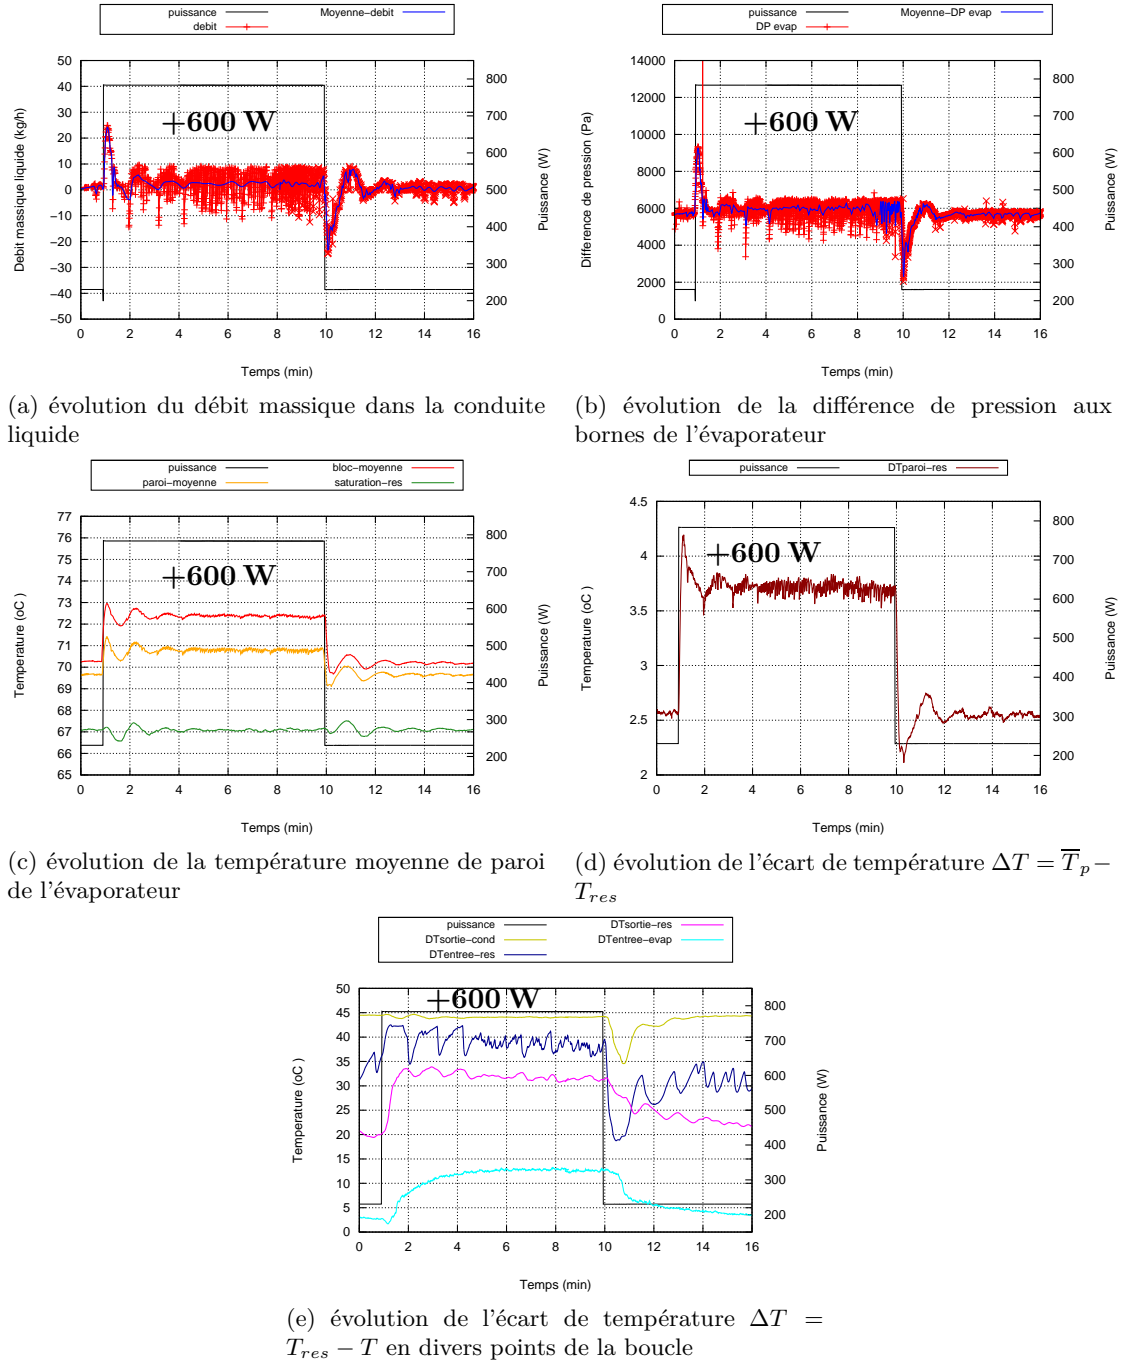 puissance
debit
Moyenne−debit
+600 W
Debit massique liquide (kg/h)
50
40
30
20
10
0
−10
−20
−30
−40
−50
0 2 4 6 8 10 12 14 16
Temps (min)
800
700
600
500
400
300
200
Puissance (W)
(a) évolution du débit massique dans la conduite
liquide
puissance
DP evap
Moyenne−DP evap
+600 W
Différence de pression (Pa)
14000
12000
10000
8000
6000
4000
2000
0
0 2 4 6 8 10 12 14 16
Temps (min)
800
700
600
500
400
300
200
Puissance (W)
(b) évolution de la différence de pression aux
bornes de l'évaporateur
puissance
paroi−moyenne
bloc−moyenne
saturation−res
+600 W
Temperature (oC )
77
76
74
73
71
70
69
67
66
65
0 2 4 6 8 10 12 14 16
Temps (min)
800
700
600
500
400
300
200
Puissance (W)
(c) évolution de la température moyenne de paroi
de l'évaporateur
puissance
DTparoi−res
+600 W
Temperature (oC )
4.5
4
3.5
3
2.5
2
0 2 4 6 8 10 12 14 16
Temps (min)
800
700
600
500
400
300
200
Puissance (W)
(d) évolution de l'écart de température ΔT = T̅p −
Tres
puissance
DTsortie−cond
DTentree−res
DTsortie−res
DTentree−evap
+600 W
Temperature (oC )
50
45
40
35
30
25
20
15
10
5
0
0 2 4 6 8 10 12 14 16
Temps (min)
800
700
600
500
400
300
200
Puissance (W)
(e) évolution de l'écart de température ΔT =
Tres − T en divers points de la boucle